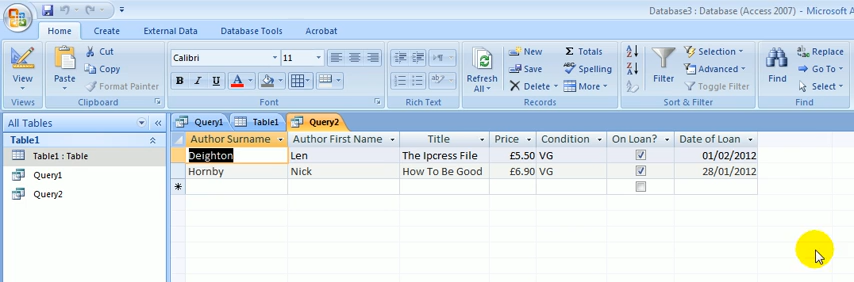 Database3 : Database (Access 2007) - Microsoft A
Home Create External Data Database Tools Acrobat
View
Views
Paste
Cut
Copy
Format Painter
Clipboard
Calibri 11
B I U A
Font
Rich Text
Refresh All
New
Save
Delete
Σ Totals
Spelling
More
Records
Filter
Selection
Advanced
Toggle Filter
Sort & Filter
Find
Replace
Go To
Select
Find
All Tables
Table1
Table1 : Table
Query1
Query2
Query1 Table1 Query2
Author Surname Author First Name Title Price Condition On Loan? Date of Loan
Deighton Len The Ipcress File £5.50 VG 01/02/2012
Hornby Nick How To Be Good £6.90 VG 28/01/2012